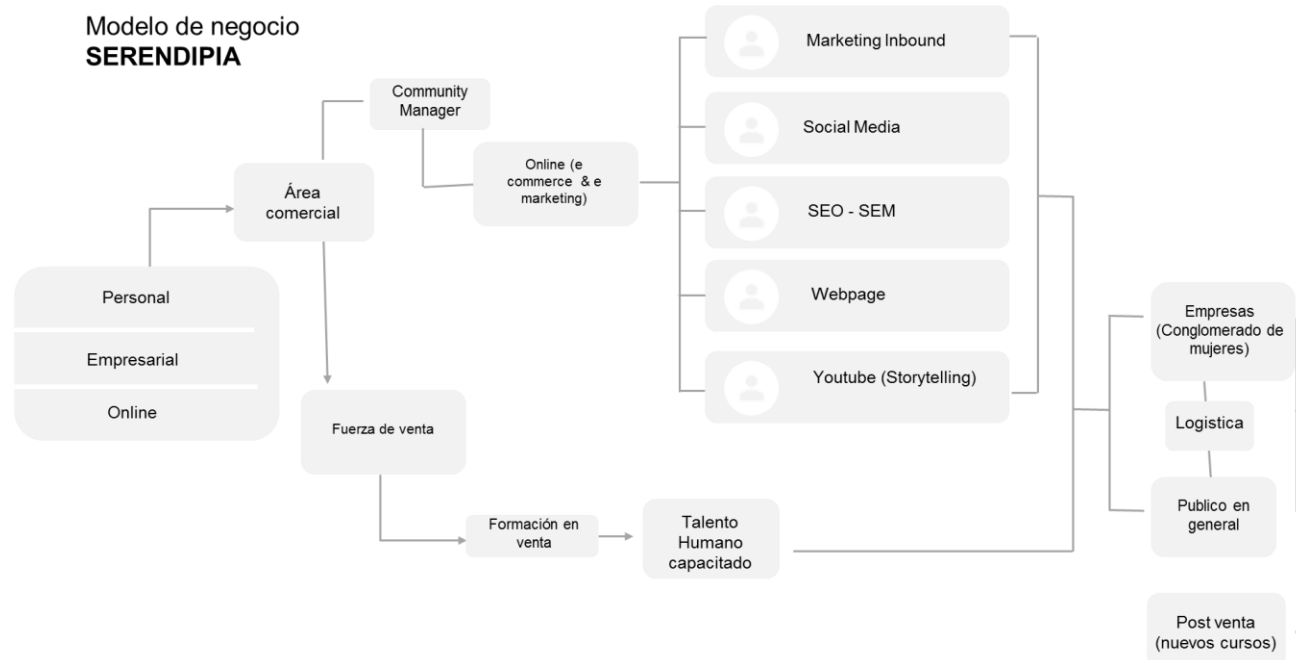 Modelo de negocio
SERENDIPIA
Community
Manager
Área
comercial
Personal
Empresarial
Online
Online (e
commerce & e
marketing)
Marketing Inbound
Social Media
SEO - SEM
Webpage
Youtube (Storytelling)
Fuerza de venta
Formación en
venta
Talento
Humano
capacitado
Empresas
(Conglomerado de
mujeres)
Logistica
Publico en
general
Post venta
(nuevos cursos)